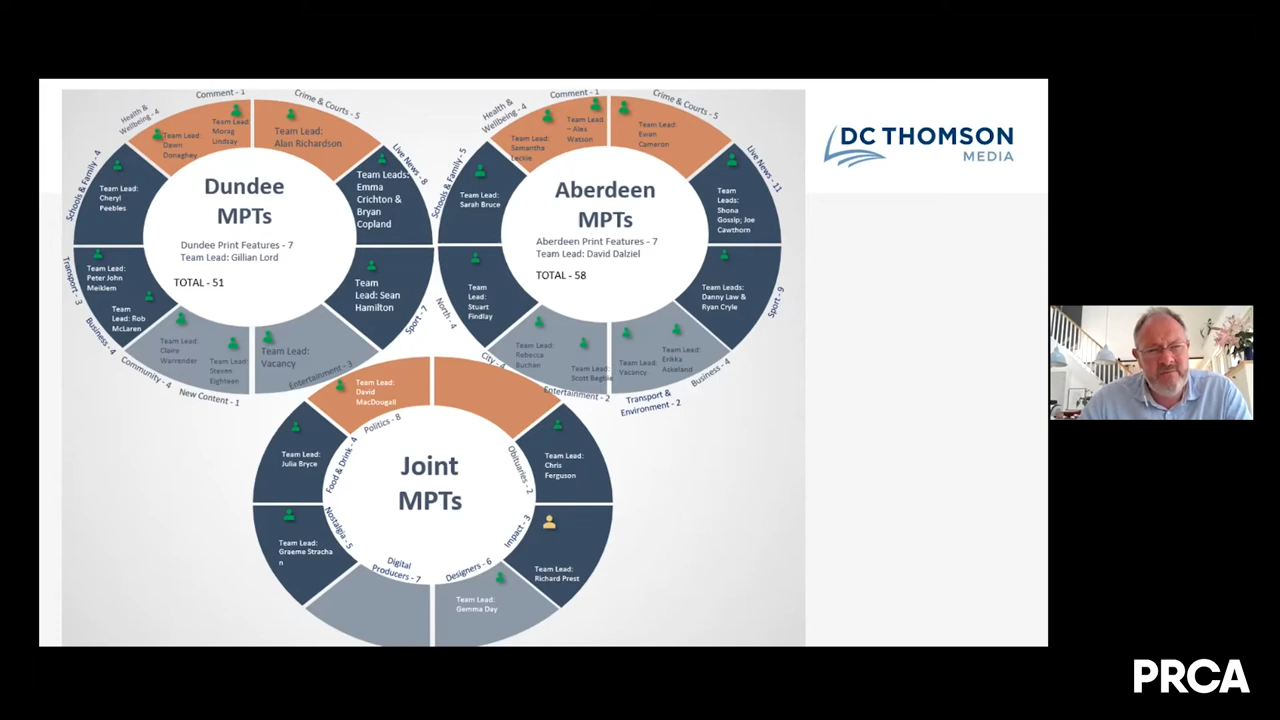 DC THOMSON
MEDIA
Dundee
MPTs
Dundee Print Features - 7
Team Lead: Gillian Lord
TOTAL - 51
Comment - 1
Team Lead:
Morag
Lindsay
Crime & Courts - 5
Team Lead:
Alan Richardson
Live News - 8
Team Leads:
Emma
Crichton &
Bryan
Copland
Sport - 7
Team
Lead: Sean
Hamilton
Entertainment - 3
Team Lead:
Vacancy
New Content - 1
Team Lead:
Steven
Eighteen
Community - 4
Team Lead:
Claire
Warrender
Business - 4
Team
Lead: Rob
McLaren
Transport - 3
Team Lead:
Peter John
Meiklem
Schools & Family - 4
Team Lead:
Cheryl
Peebles
Health &
Wellbeing - 4
Team Lead:
Dawn
Donaghey
Aberdeen
MPTs
Aberdeen Print Features - 7
Team Lead: David Dalziel
TOTAL - 58
Comment - 1
Team Lead
– Alex
Watson
Crime & Courts - 5
Team Lead:
Ewan
Cameron
Live News - 11
Team
Leads:
Shona
Gossip; Joe
Cawthorn
Sport - 9
Team Leads:
Danny Law &
Ryan Cryle
Business - 4
Team Lead:
Erikka
Askeland
Transport &
Environment - 2
Team Lead:
Vacancy
Entertainment - 2
Team Lead:
Scott Begbie
City - 4
Team Lead:
Rebecca
Buchan
North - 4
Team
Lead:
Stuart
Findlay
Schools & Family - 5
Team Lead:
Sarah Bruce
Health &
Wellbeing - 4
Team Lead:
Samantha
Leckie
Joint
MPTs
Politics - 8
Team Lead:
David
MacDougall
Obituaries - 2
Team Lead:
Chris
Ferguson
Impact - 3
Team Lead:
Richard Prest
Designers - 6
Team Lead:
Gemma Day
Digital
Producers - 7
Nostalgia - 5
Team Lead:
Graeme Stracha
n
Food & Drink - 4
Team Lead:
Julia Bryce
PRCA